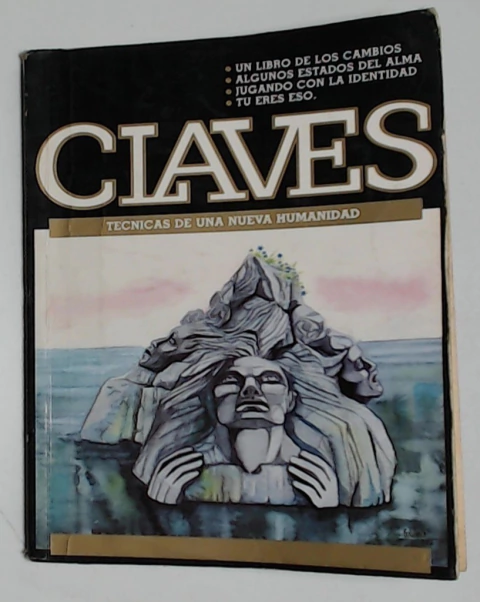 • UN LIBRO DE LOS CAMBIOS
• ALGUNOS ESTADOS DEL ALMA
• JUGANDO CON LA IDENTIDAD
• TU ERES ESO.
CLAVES
TECNICAS DE UNA NUEVA HUMANIDAD